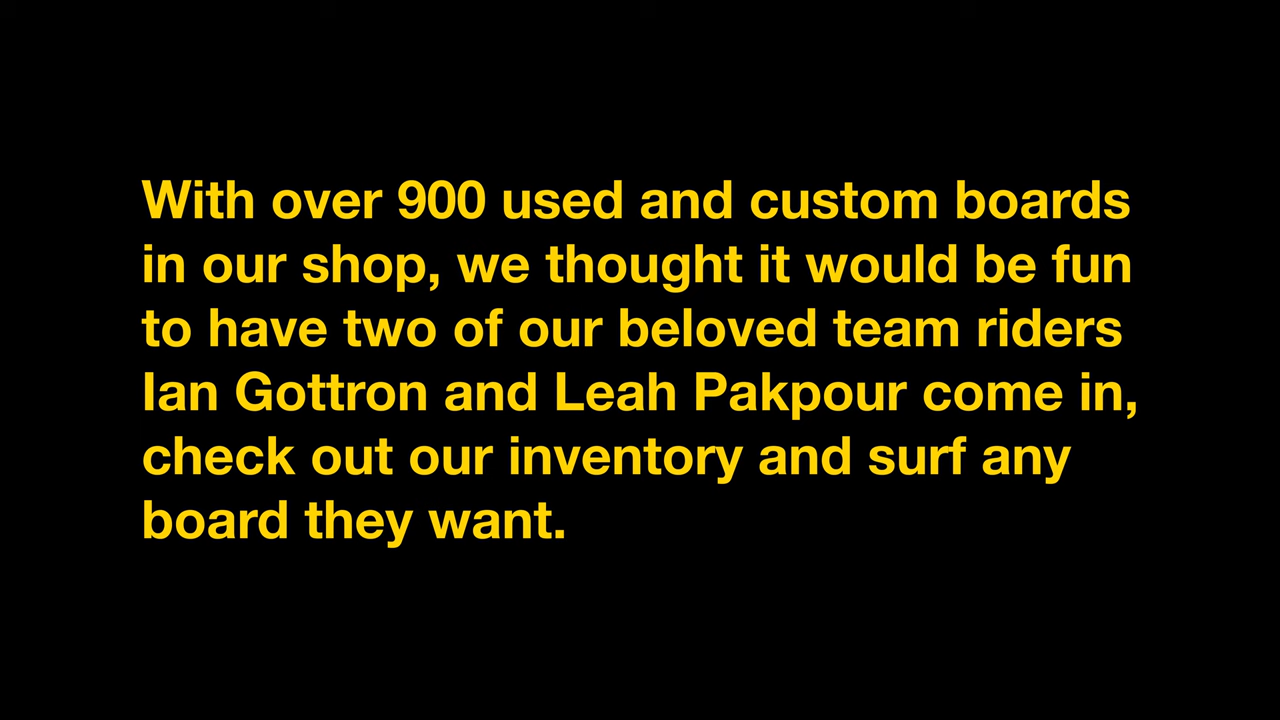 With over 900 used and custom boards
in our shop, we thought it would be fun
to have two of our beloved team riders
Ian Gottron and Leah Pakpour come in,
check out our inventory and surf any
board they want.